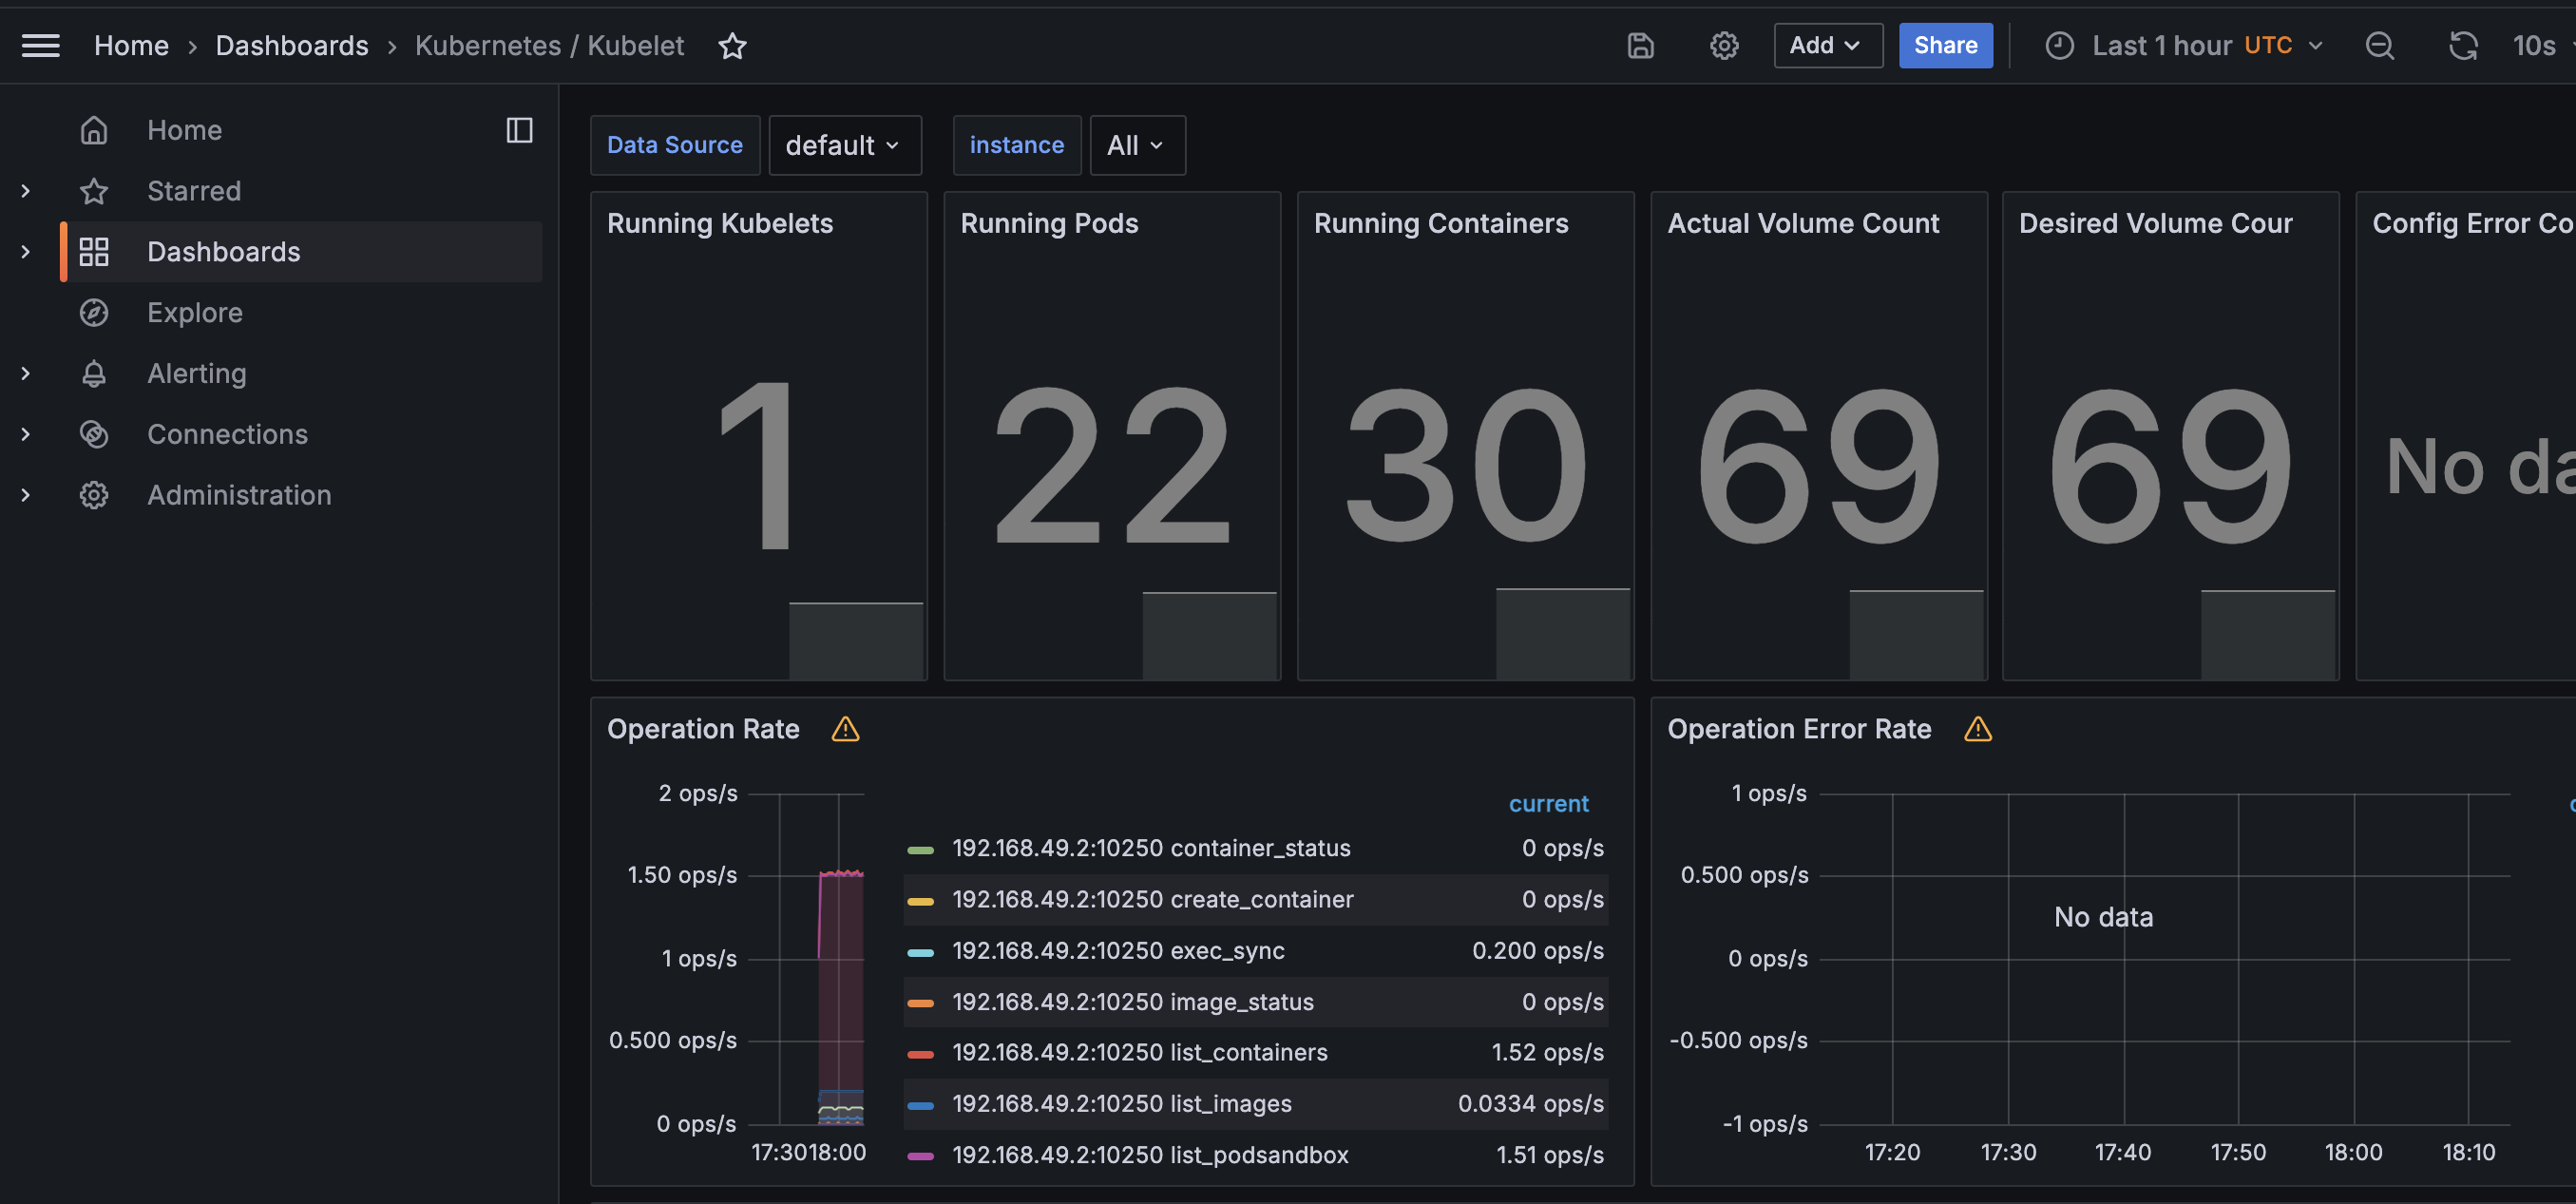 Home › Dashboards › Kubernetes / Kubelet
Add
Share
Last 1 hour UTC
10s
Home
Starred
Dashboards
Explore
Alerting
Connections
Administration
Data Source
default
instance
All
Running Kubelets
1
Running Pods
22
Running Containers
30
Actual Volume Count
69
Desired Volume Cour
69
Config Error Co
No da
Operation Rate
2 ops/s
1.50 ops/s
1 ops/s
0.500 ops/s
0 ops/s
17:30 18:00
current
192.168.49.2:10250 container_status 0 ops/s
192.168.49.2:10250 create_container 0 ops/s
192.168.49.2:10250 exec_sync 0.200 ops/s
192.168.49.2:10250 image_status 0 ops/s
192.168.49.2:10250 list_containers 1.52 ops/s
192.168.49.2:10250 list_images 0.0334 ops/s
192.168.49.2:10250 list_podsandbox 1.51 ops/s
Operation Error Rate
1 ops/s
0.500 ops/s
0 ops/s
-0.500 ops/s
-1 ops/s
No data
17:20 17:30 17:40 17:50 18:00 18:10